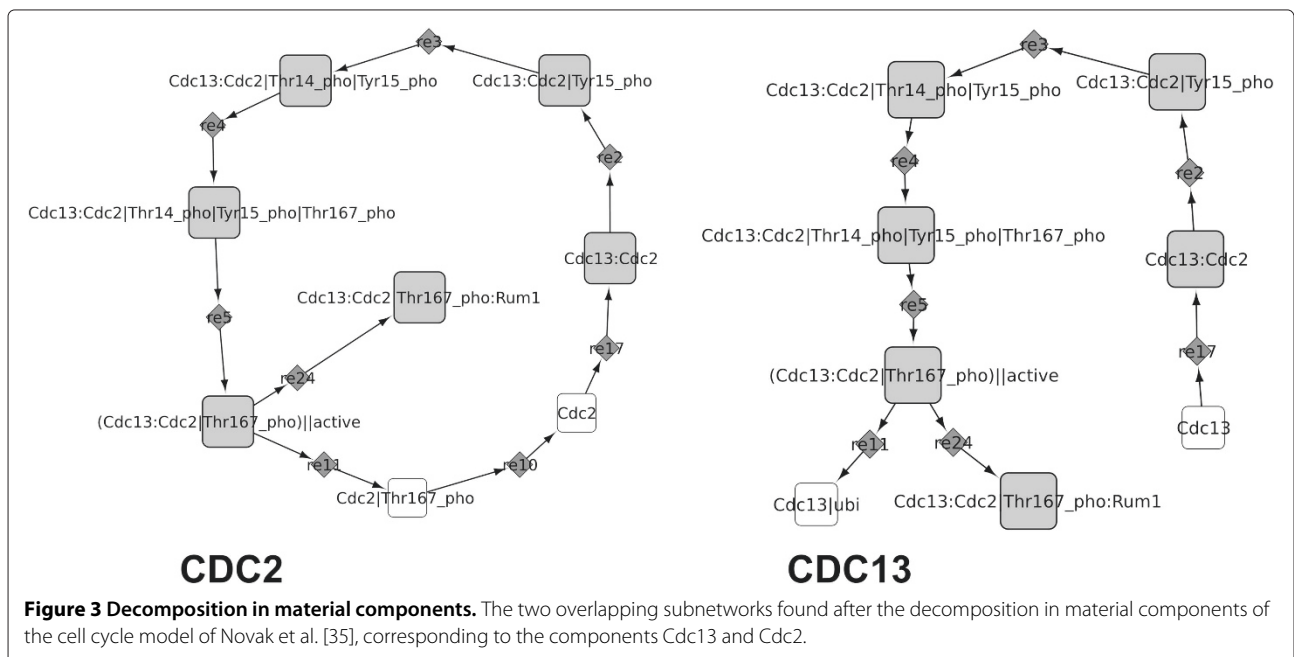 re3
Cdc13:Cdc2|Thr14_pho|Tyr15_pho
Cdc13:Cdc2|Tyr15_pho
re4
re2
Cdc13:Cdc2|Thr14_pho|Tyr15_pho|Thr167_pho
Cdc13:Cdc2
Cdc13:Cdc2|Thr167_pho:Rum1
re5
re17
re24
(Cdc13:Cdc2|Thr167_pho)||active
Cdc2
re11
re10
Cdc2|Thr167_pho
CDC2
re3
Cdc13:Cdc2|Thr14_pho|Tyr15_pho
Cdc13:Cdc2|Tyr15_pho
re4
re2
Cdc13:Cdc2|Thr14_pho|Tyr15_pho|Thr167_pho
Cdc13:Cdc2
re5
re17
(Cdc13:Cdc2|Thr167_pho)||active
Cdc13
re11
re24
Cdc13|ubi
Cdc13:Cdc2|Thr167_pho:Rum1
CDC13
Figure 3 Decomposition in material components. The two overlapping subnetworks found after the decomposition in material components of
the cell cycle model of Novak et al. [35], corresponding to the components Cdc13 and Cdc2.